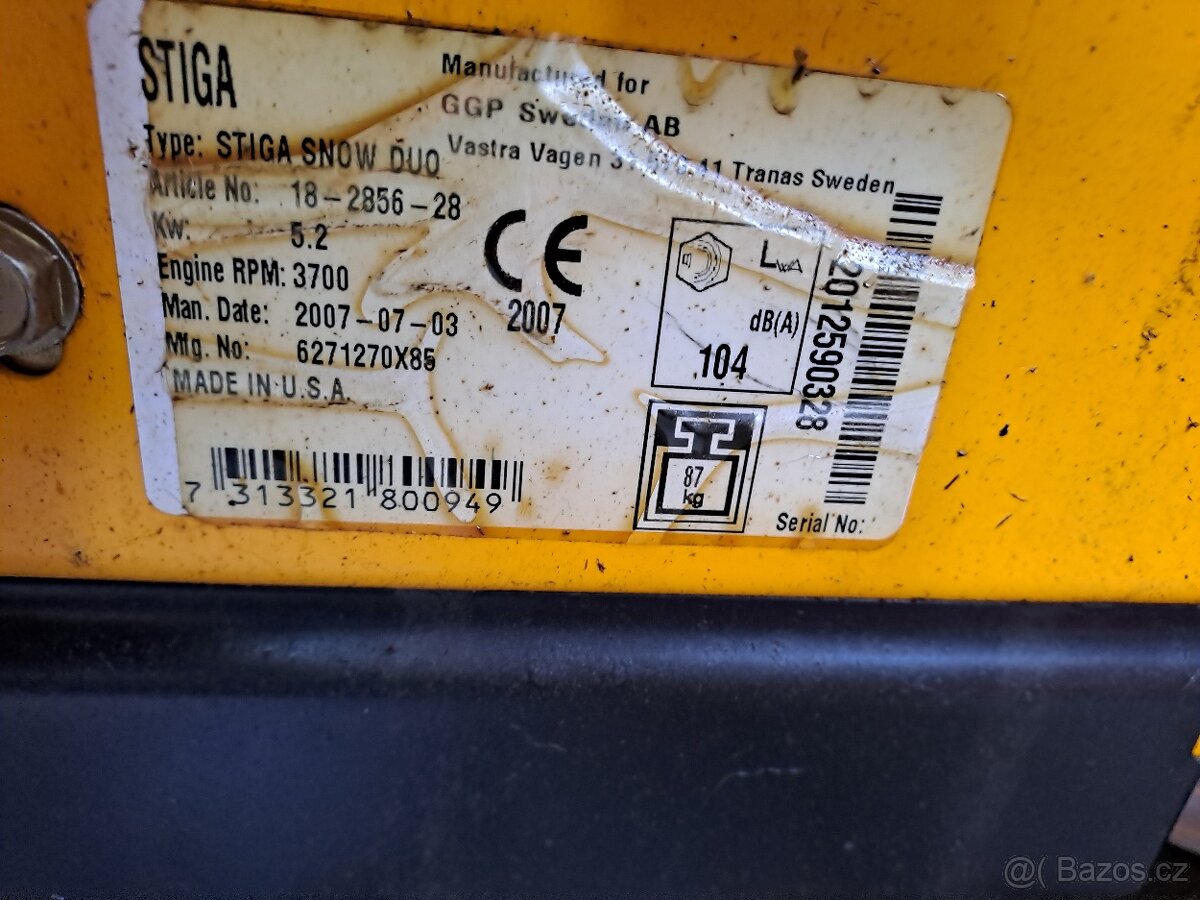 STIGA
Manufactured for
GGP Sweden AB
Vastra Vagen 41 Tranas Sweden
Type: STIGA SNOW DUO
Article No: 18-2856-28
Kw: 5.2
Engine RPM: 3700
Man. Date: 2007-07-03
Mfg. No: 6271270X85
MADE IN U.S.A.
CE
2007
LWA
dB(A)
104
87
kg
7 313321 800949
2012590328
Serial No:
@( Bazos.cz